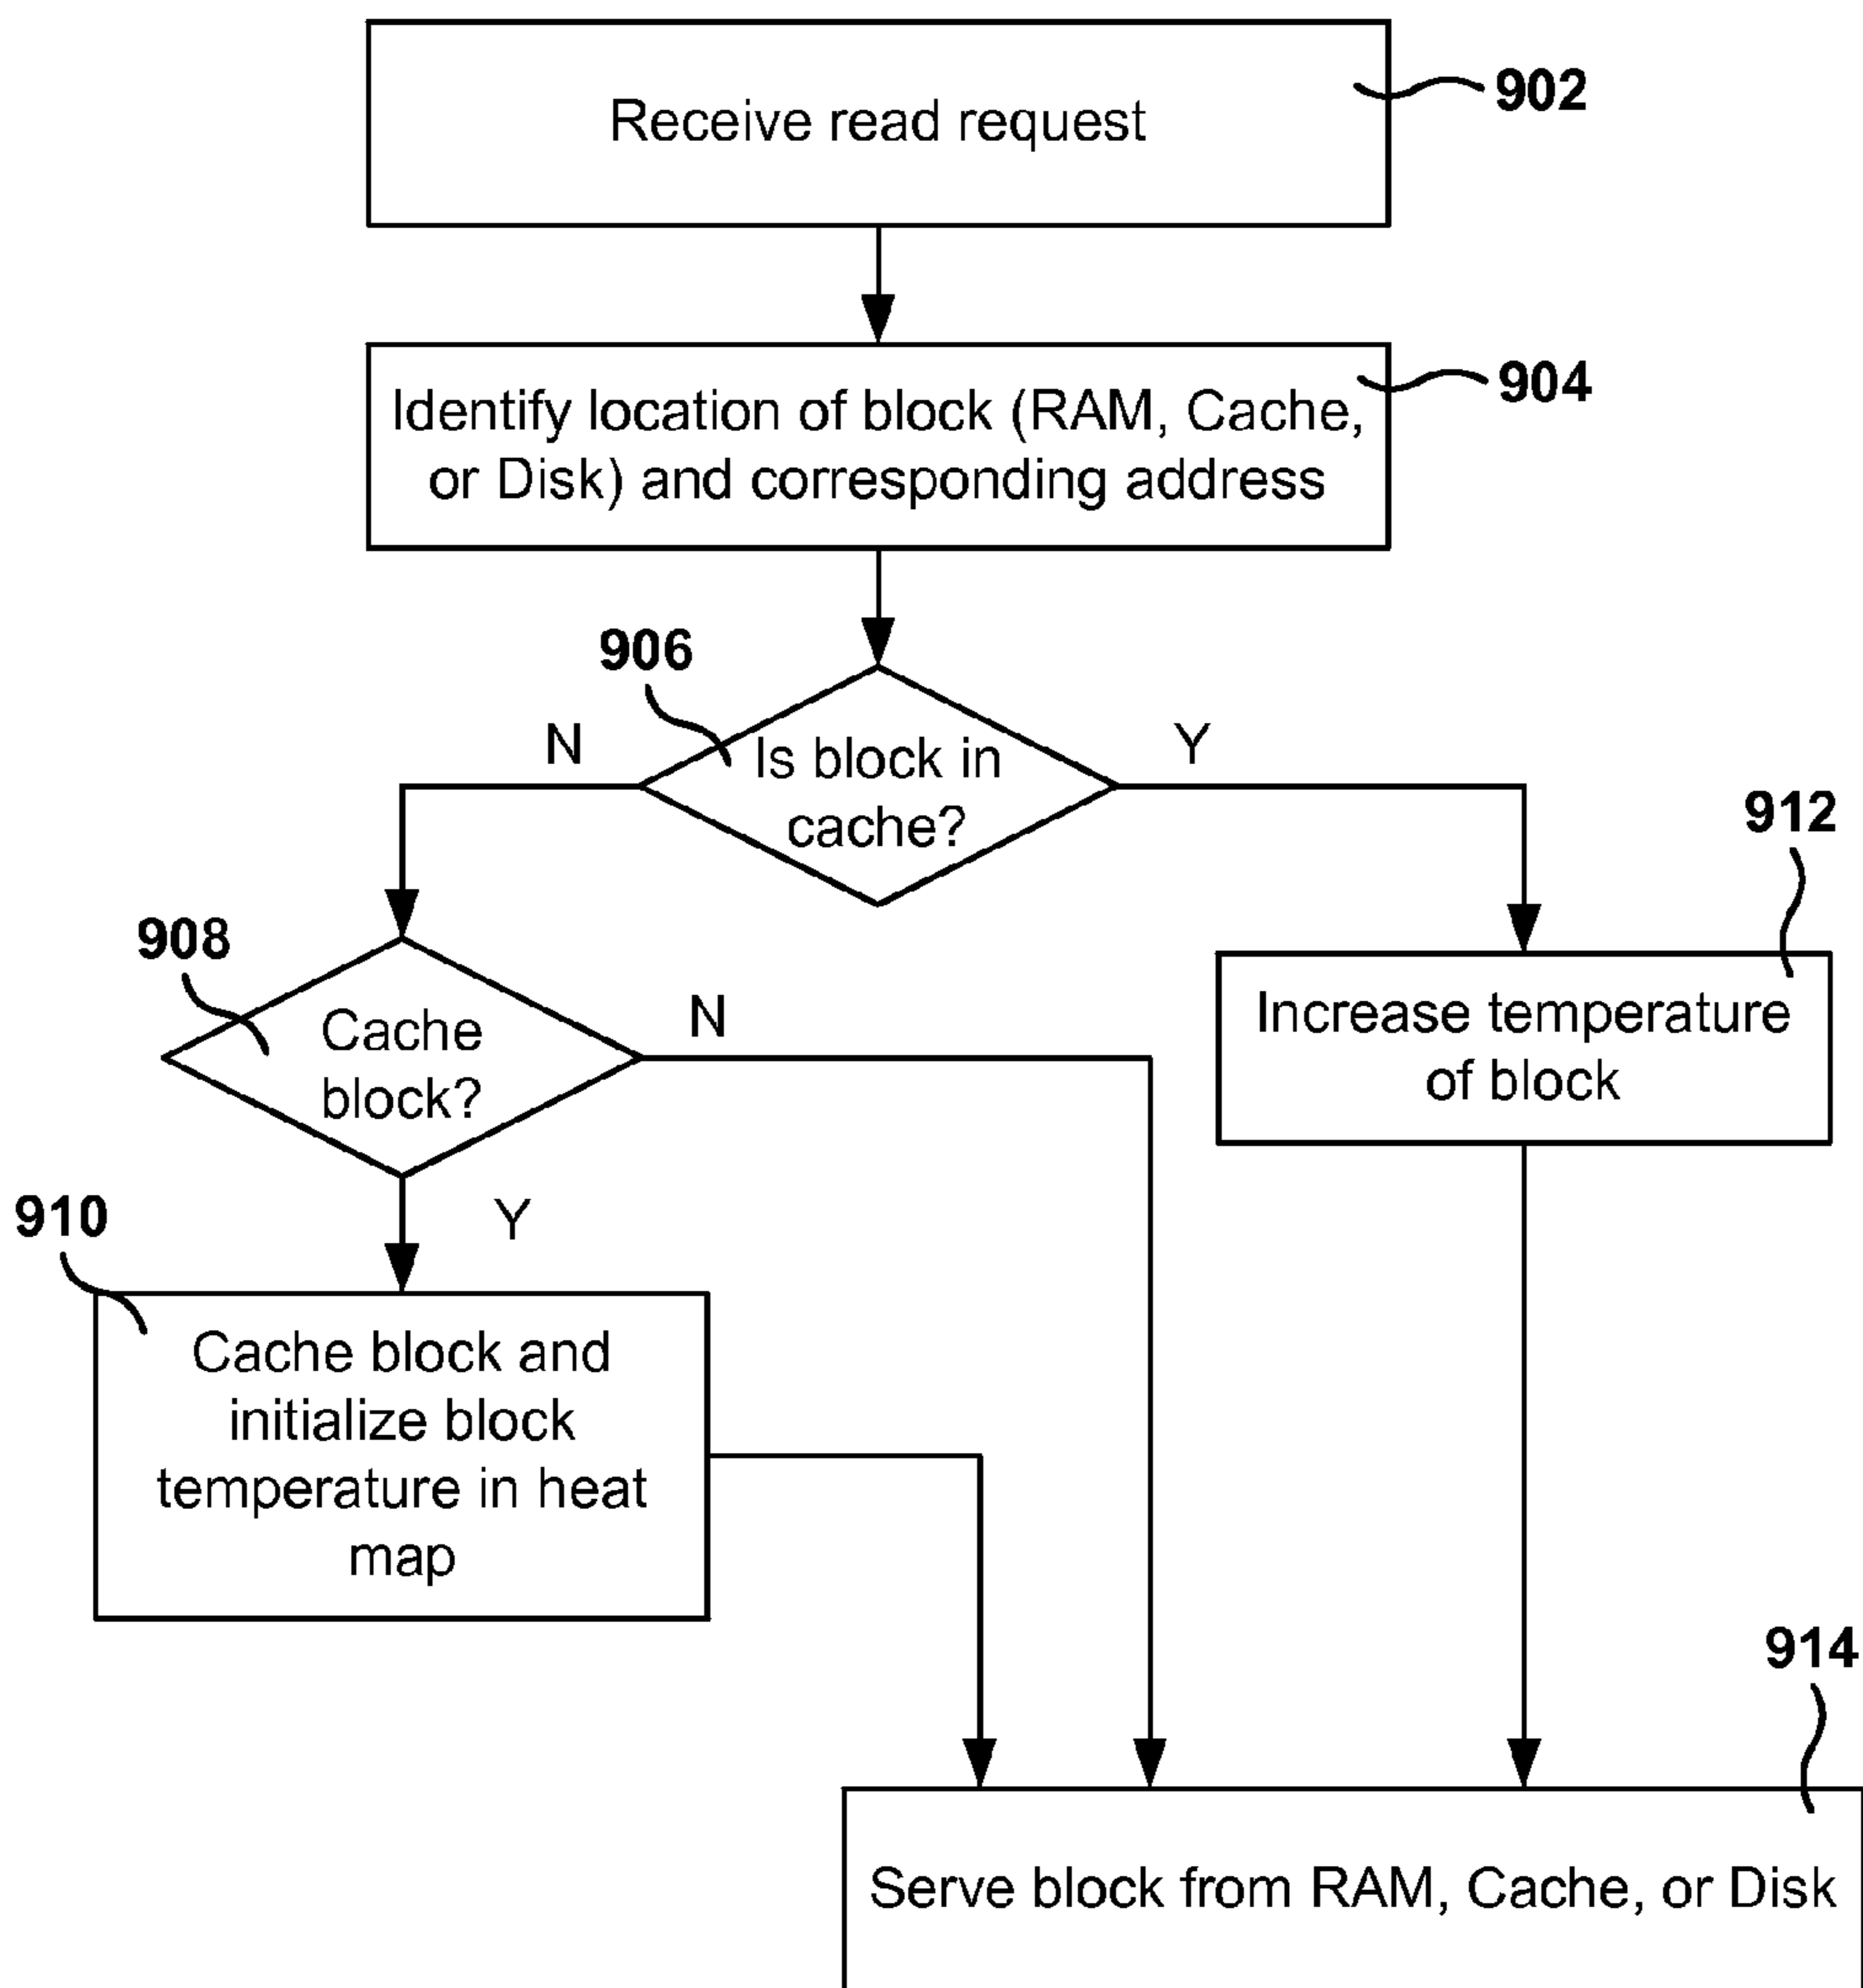 Receive read request
902
Identify location of block (RAM, Cache,
or Disk) and corresponding address
904
906
Is block in
cache?
N
Y
912
908
Cache
block?
N
Increase temperature
of block
910
Y
Cache block and
initialize block
temperature in heat
map
914
Serve block from RAM, Cache, or Disk